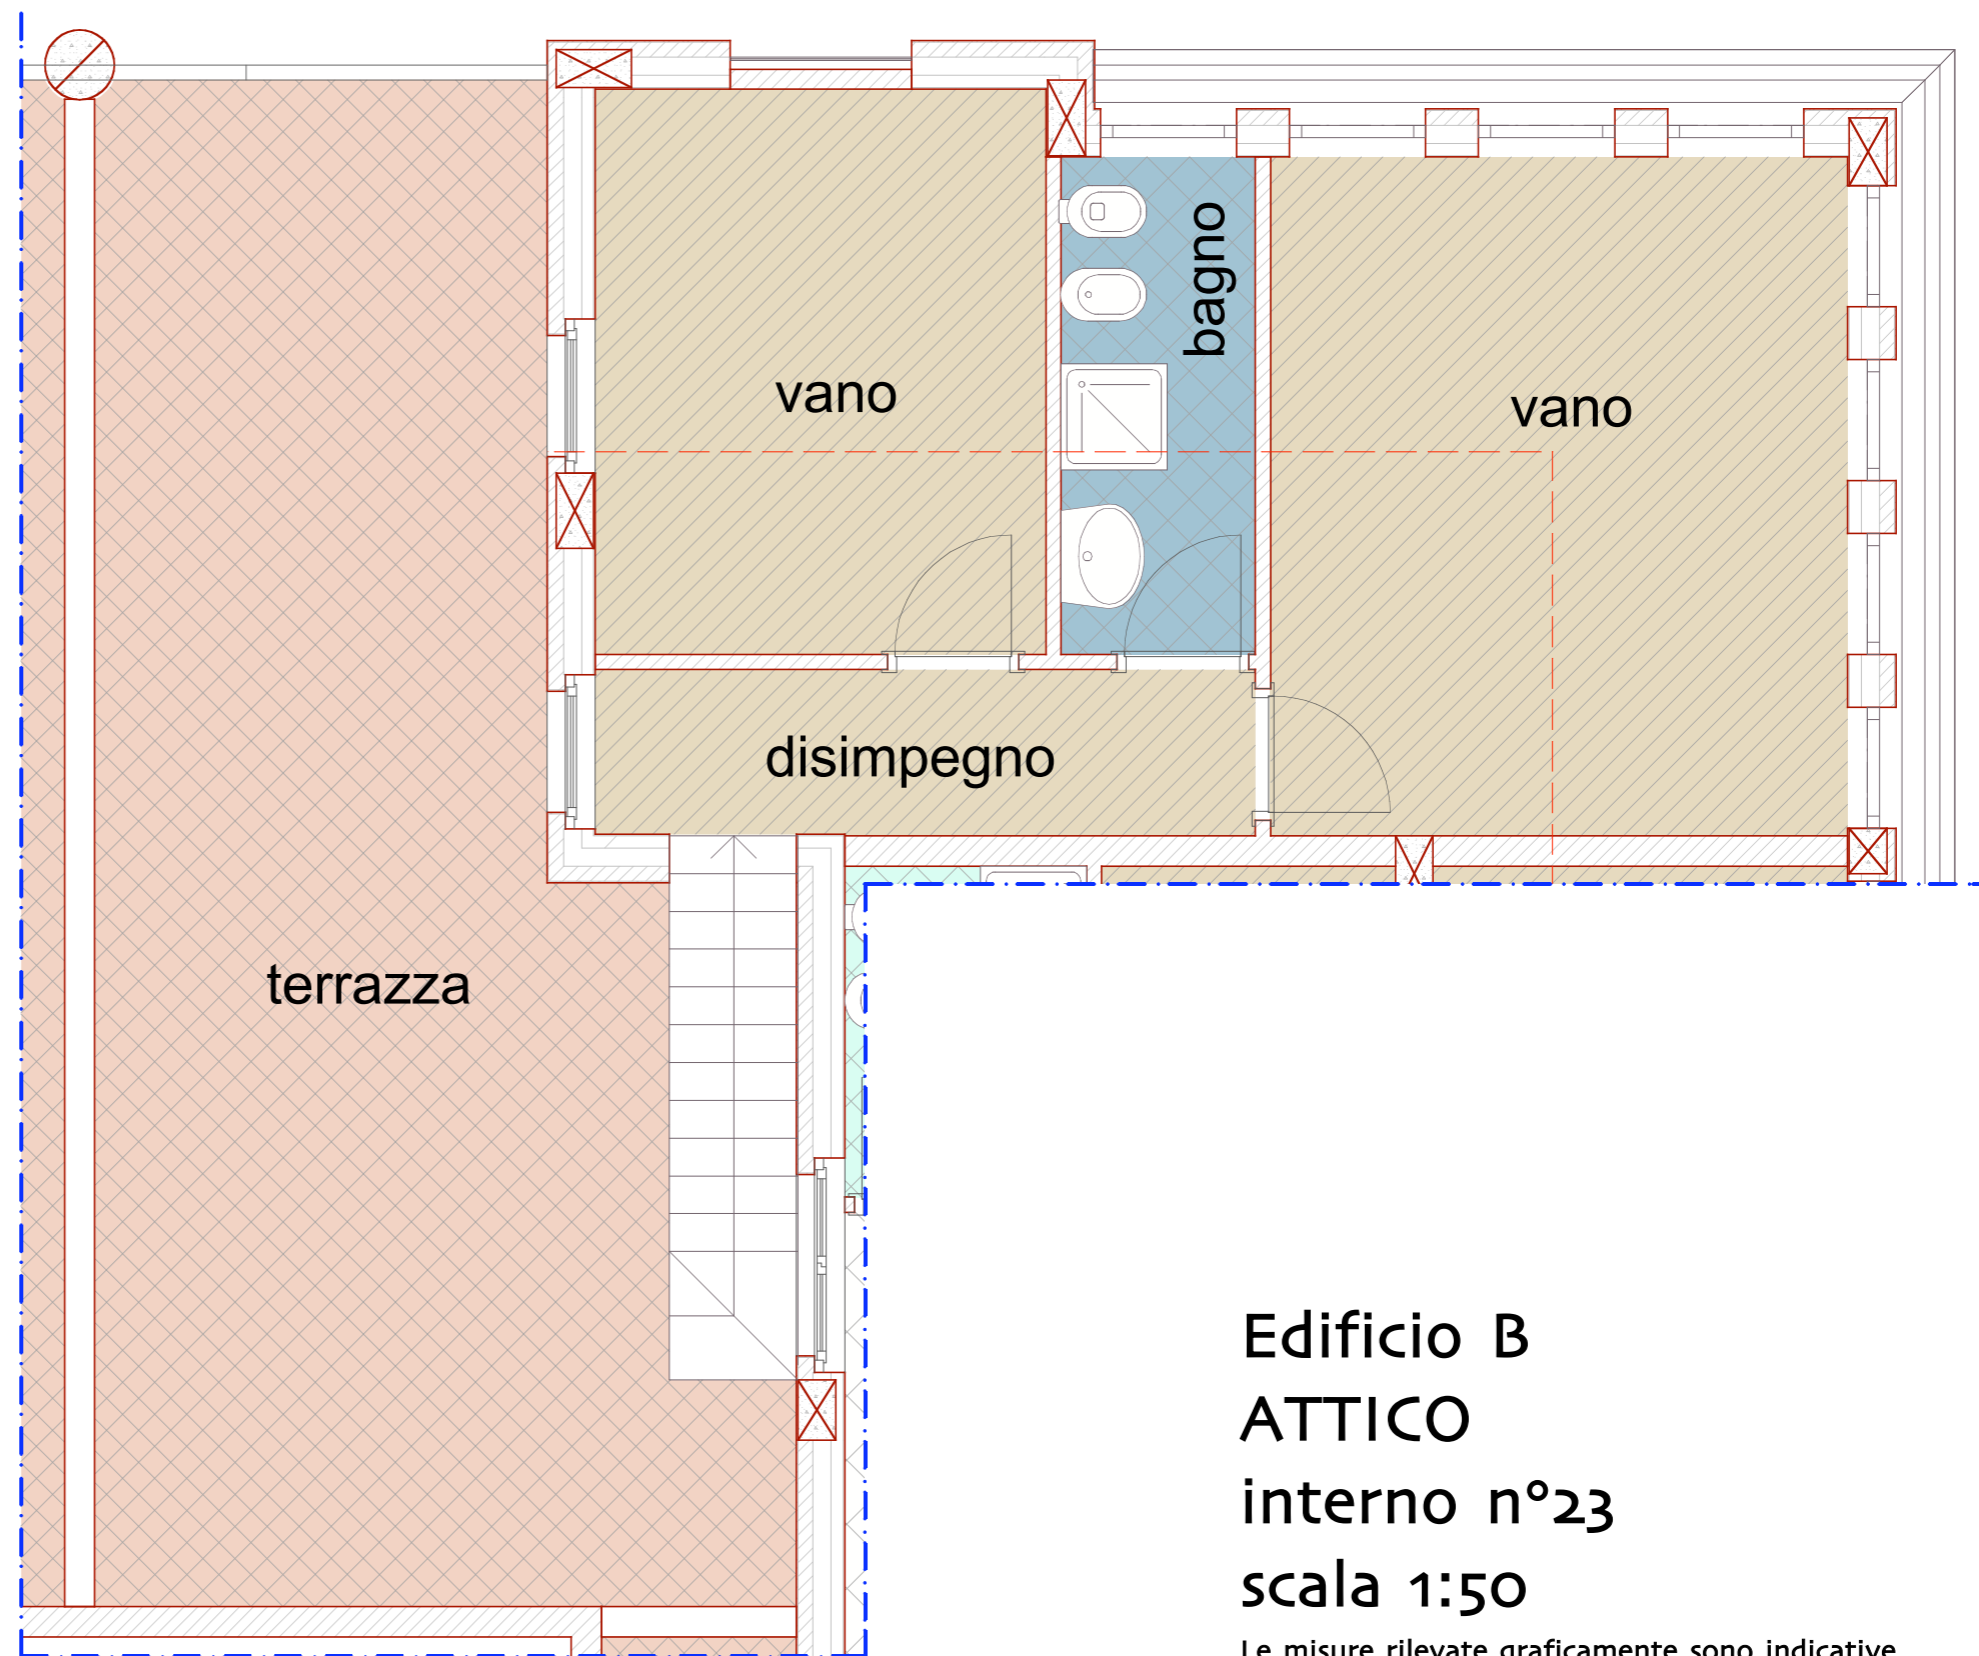 bagno
vano
vano
disimpegno
terrazza
Edificio B
ATTICO
interno n°23
scala 1:50
Le misure rilevate graficamente sono indicative